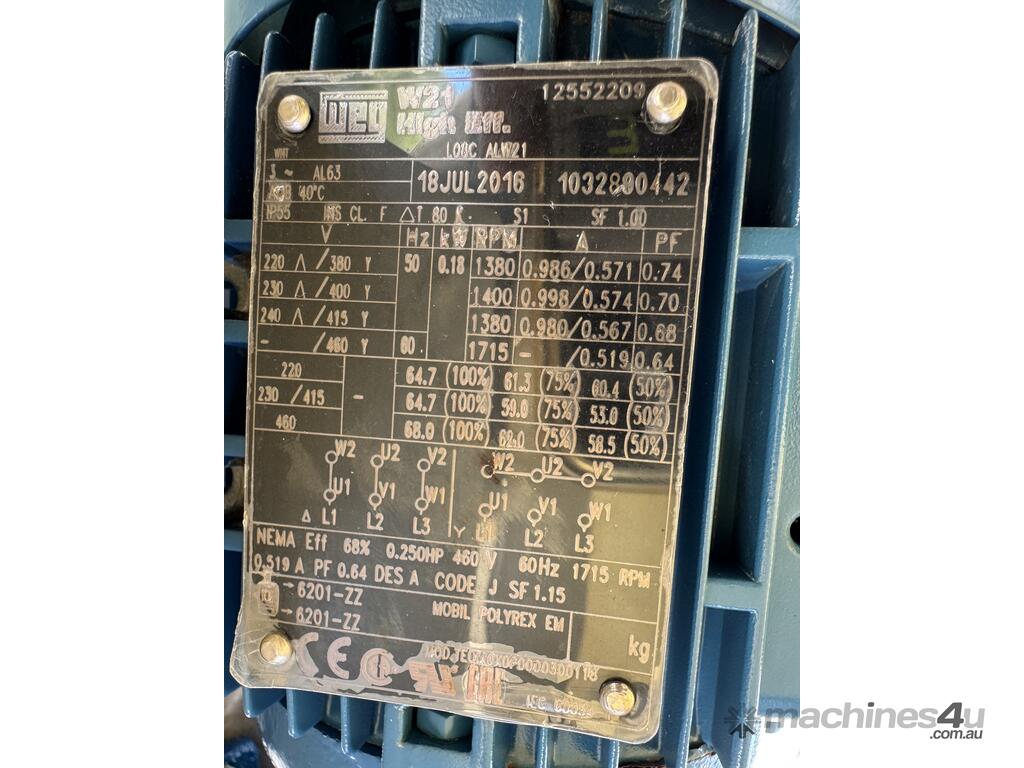 WEG W21 12552209
High Eff.
WMT LOBC ALW21
3 ~ AL63 18JUL2016 1032890442
40°C
IP55 INS CL. F ΔT 80 K S1 SF 1.00
V Hz kW RPM A PF
220 Δ/380 Y 50 0.18 1380 0.986/0.571 0.74
230 Δ/400 Y 1400 0.998/0.574 0.70
240 Δ/415 Y 1380 0.980/0.567 0.68
- /460 Y 60 1715 - /0.519 0.64
220 64.7 (100%) 61.3 (75%) 60.4 (50%)
230 /415 - 64.7 (100%) 59.0 (75%) 53.0 (50%)
460 68.0 (100%) (75%) 58.5 (50%)
W2 U2 V2 W2 U2 V2
U1 V1 W1 U1 V1 W1
Δ L1 L2 L3 Y L1 L2 L3
NEMA Eff 68% 0.250HP 460 V 60Hz 1715 RPM
0.519 A PF 0.64 DES A CODE J SF 1.15
→6201-ZZ MOBIL POLYREX EM
→6201-ZZ kg
CE
machines4u
.com.au